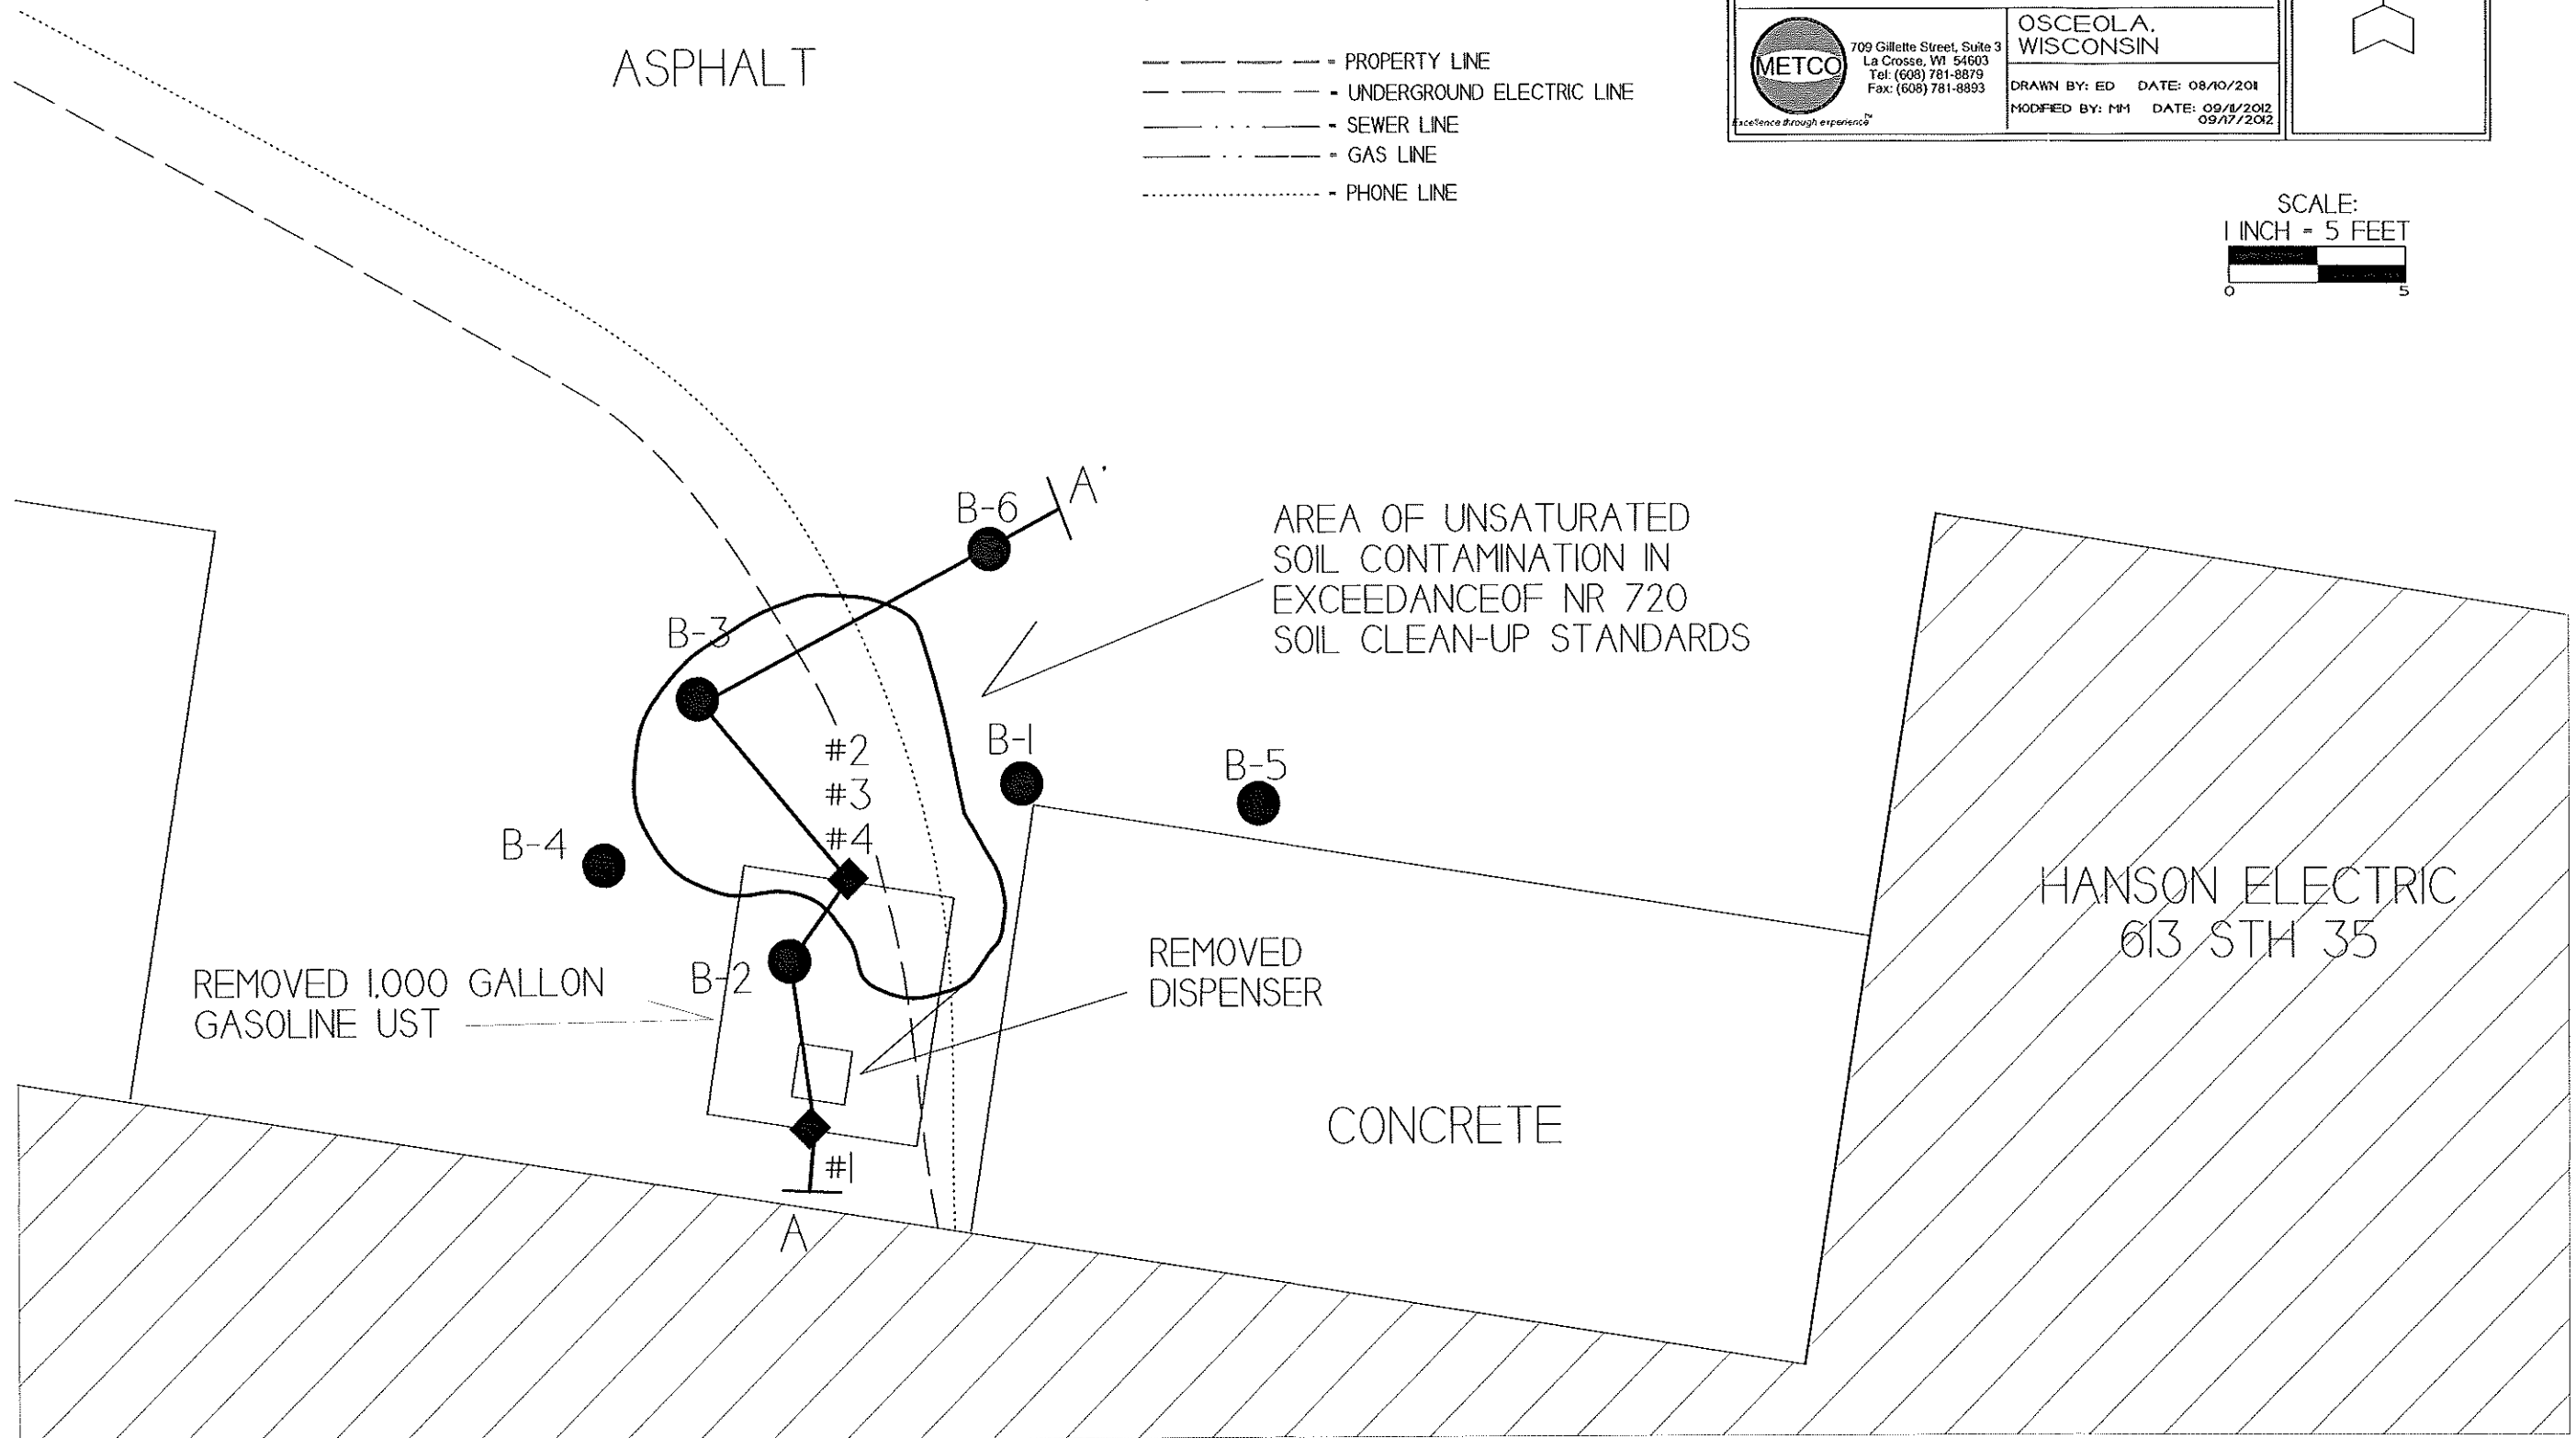 ASPHALT
- PROPERTY LINE
- UNDERGROUND ELECTRIC LINE
- SEWER LINE
- GAS LINE
- PHONE LINE
METCO
709 Gillette Street, Suite 3
La Crosse, WI 54603
Tel: (608) 781-8879
Fax: (608) 781-8893
Excellence through experience™
OSCEOLA,
WISCONSIN
DRAWN BY: ED DATE: 08/10/2011
MODIFIED BY: MM DATE: 09/11/2012
09/17/2012
SCALE:
1 INCH = 5 FEET
0 5
A'
B-6
AREA OF UNSATURATED
SOIL CONTAMINATION IN
EXCEEDANCEOF NR 720
SOIL CLEAN-UP STANDARDS
B-3
#2
#3
#4
B-1
B-5
B-4
HANSON ELECTRIC
613 STH 35
B-2
REMOVED 1,000 GALLON
GASOLINE UST
REMOVED
DISPENSER
CONCRETE
#1
A